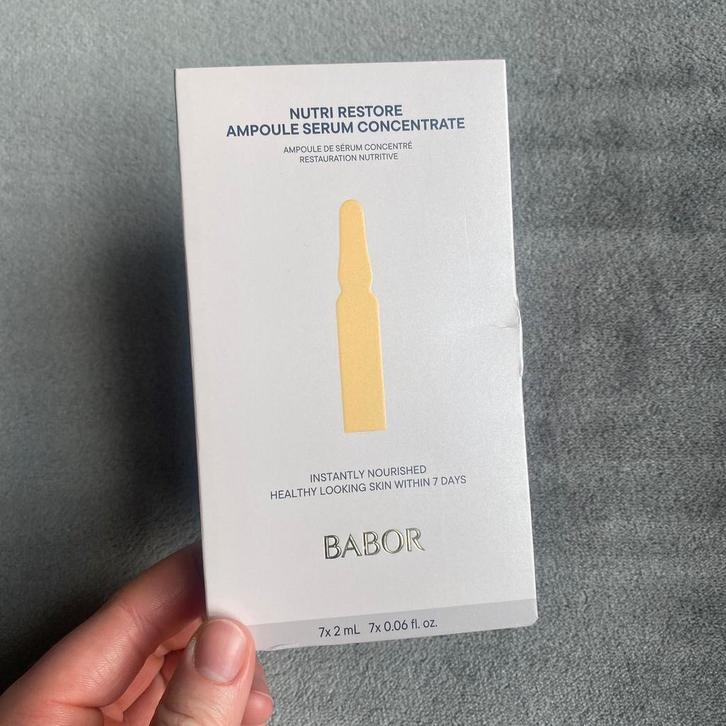 NUTRI RESTORE
AMPOULE SERUM CONCENTRATE
AMPOULE DE SÉRUM CONCENTRÉ
RESTAURATION NUTRITIVE
INSTANTLY NOURISHED
HEALTHY LOOKING SKIN WITHIN 7 DAYS
BABOR
7x 2 mL 7x 0.06 fl. oz.